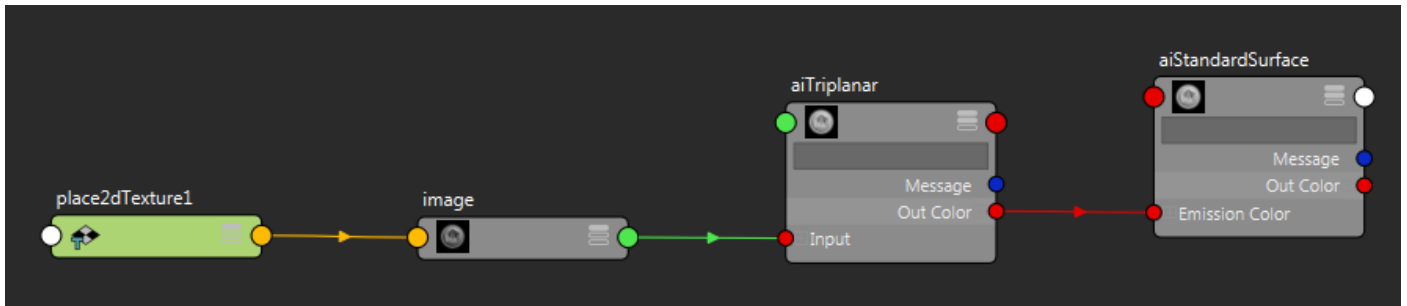 place2dTexture1
image
aiTriplanar
Message
Out Color
Input
aiStandardSurface
Message
Out Color
Emission Color